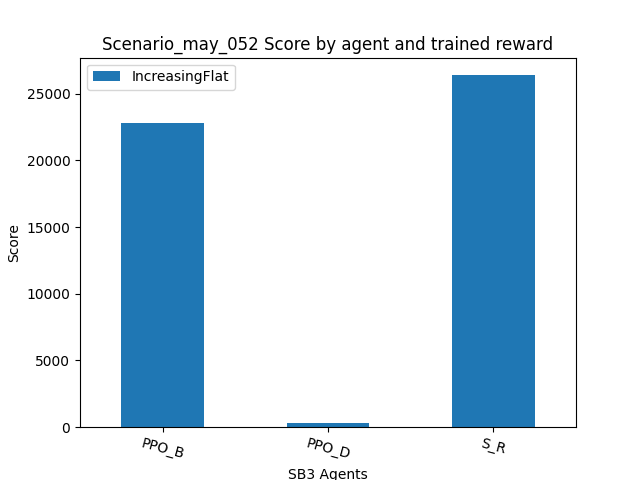 Scenario_may_052 Score by agent and trained reward
IncreasingFlat
Score
25000
20000
15000
10000
5000
0
PPO_B
PPO_D
S_R
SB3 Agents